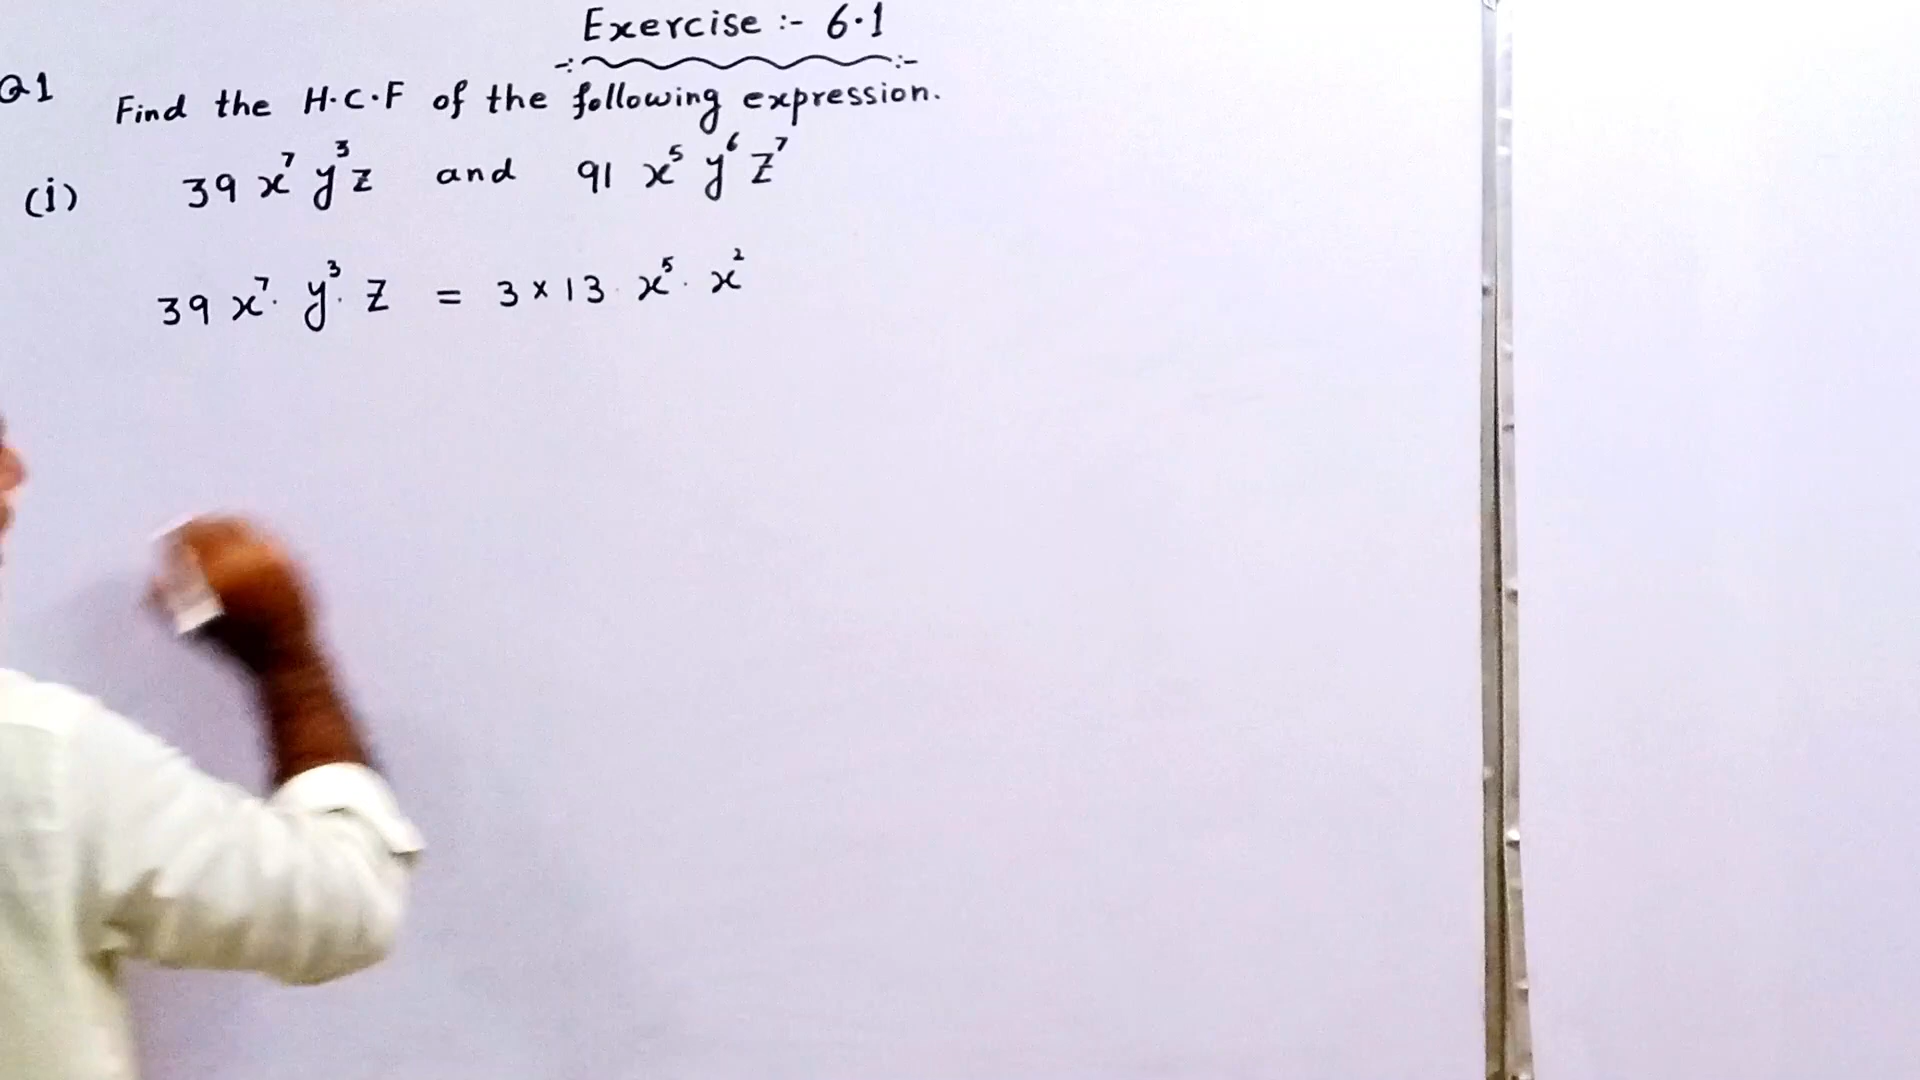 Exercise :- 6.1
Q1 Find the H.C.F of the following expression.
(i) 39 x⁷ y³ z and 91 x⁵ y⁶ z⁷
39 x⁷. y³. z = 3 × 13 . x⁵. x²